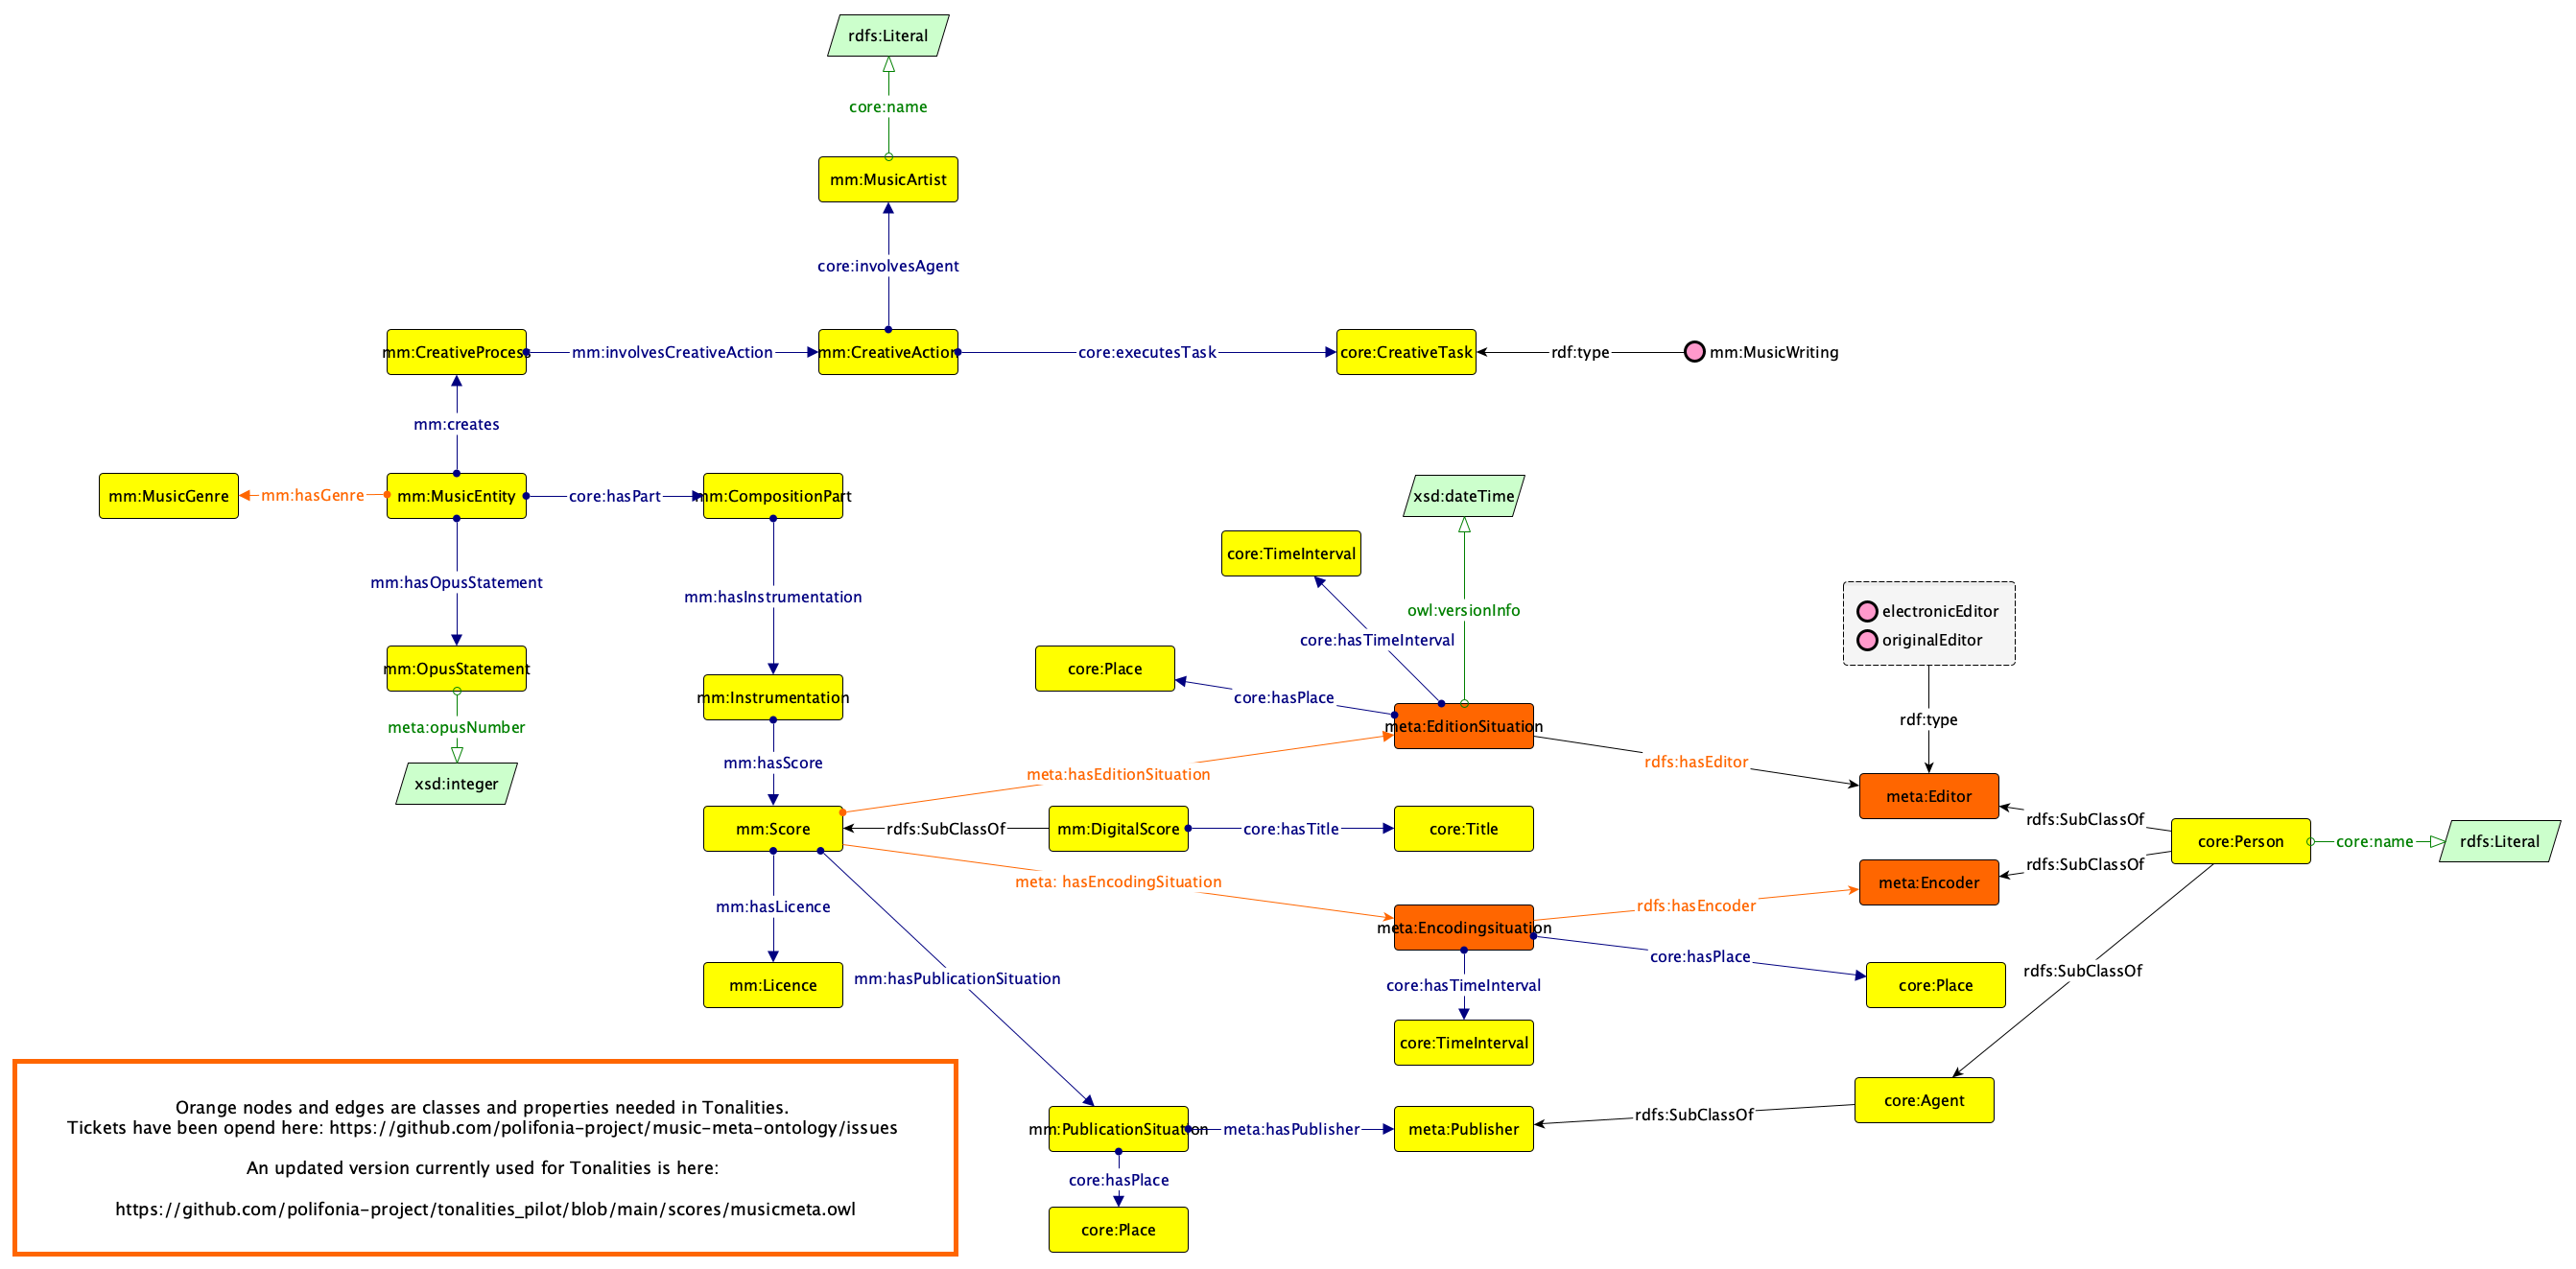 rdfs:Literal
core:name
mm:MusicArtist
core:involvesAgent
mm:CreativeProcess
mm:involvesCreativeAction
mm:CreativeAction
core:executesTask
core:CreativeTask
rdf:type
mm:MusicWriting
mm:creates
mm:MusicGenre
mm:hasGenre
mm:MusicEntity
core:hasPart
mm:CompositionPart
xsd:dateTime
core:TimeInterval
mm:hasOpusStatement
mm:hasInstrumentation
owl:versionInfo
electronicEditor
originalEditor
core:hasTimeInterval
mm:OpusStatement
core:Place
mm:Instrumentation
core:hasPlace
meta:opusNumber
meta:EditionSituation
rdf:type
xsd:integer
mm:hasScore
meta:hasEditionSituation
rdfs:hasEditor
meta:Editor
mm:Score
rdfs:SubClassOf
mm:DigitalScore
core:hasTitle
core:Title
rdfs:SubClassOf
core:Person
core:name
rdfs:Literal
rdfs:SubClassOf
meta: hasEncodingSituation
meta:Encoder
mm:hasLicence
rdfs:hasEncoder
meta:Encodingsituation
core:hasPlace
mm:Licence
mm:hasPublicationSituation
core:hasTimeInterval
core:Place
rdfs:SubClassOf
core:TimeInterval
core:Agent
rdfs:SubClassOf
mm:PublicationSituation
meta:hasPublisher
meta:Publisher
core:hasPlace
core:Place
Orange nodes and edges are classes and properties needed in Tonalities.
Tickets have been opend here: https://github.com/polifonia-project/music-meta-ontology/issues
An updated version currently used for Tonalities is here:
https://github.com/polifonia-project/tonalities_pilot/blob/main/scores/musicmeta.owl